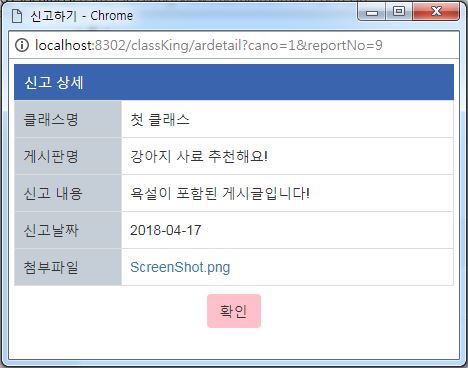 신고하기 - Chrome
localhost:8302/classKing/ardetail?cano=1&reportNo=9
신고 상세
클래스명 첫 클래스
게시판명 강아지 사료 추천해요!
신고 내용 욕설이 포함된 게시글입니다!
신고날짜 2018-04-17
첨부파일 ScreenShot.png
확인